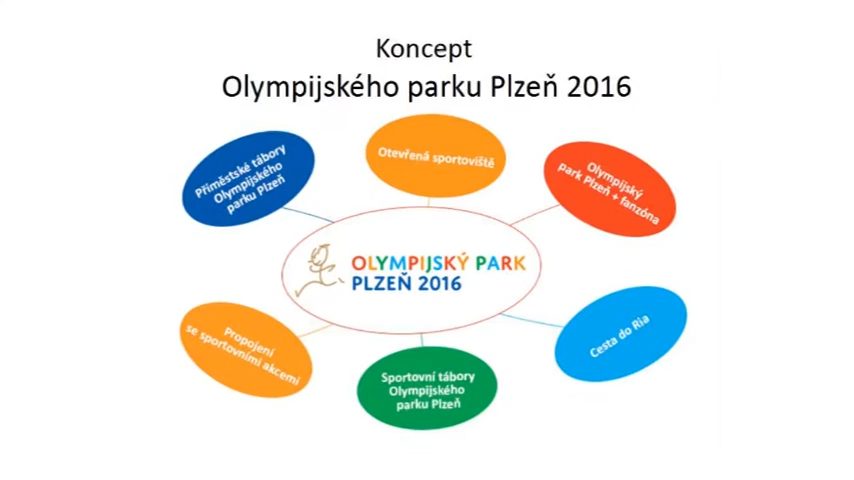 Koncept
Olympijského parku Plzeň 2016
Příměstské tábory
Olympijského
parku Plzeň
Otevřená sportoviště
Olympijský
park Plzeň + fanzóna
OLYMPIJSKÝ PARK
PLZEŇ 2016
Propojení
se sportovními akcemi
Sportovní tábory
Olympijského
parku Plzeň
Cesta do Ria